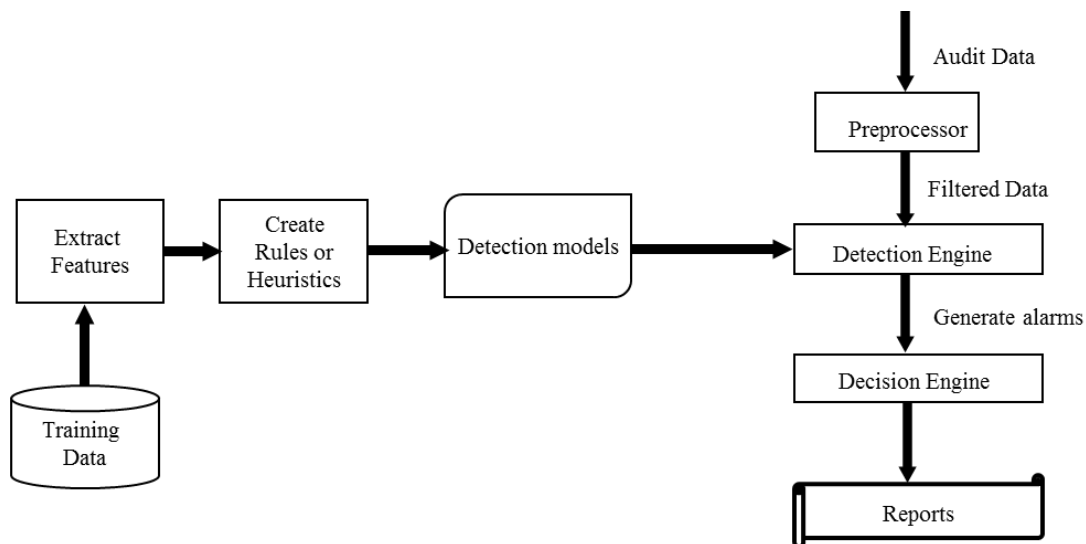 Audit Data
Preprocessor
Filtered Data
Extract
Features
Create
Rules or
Heuristics
Detection models
Detection Engine
Generate alarms
Decision Engine
Training
Data
Reports